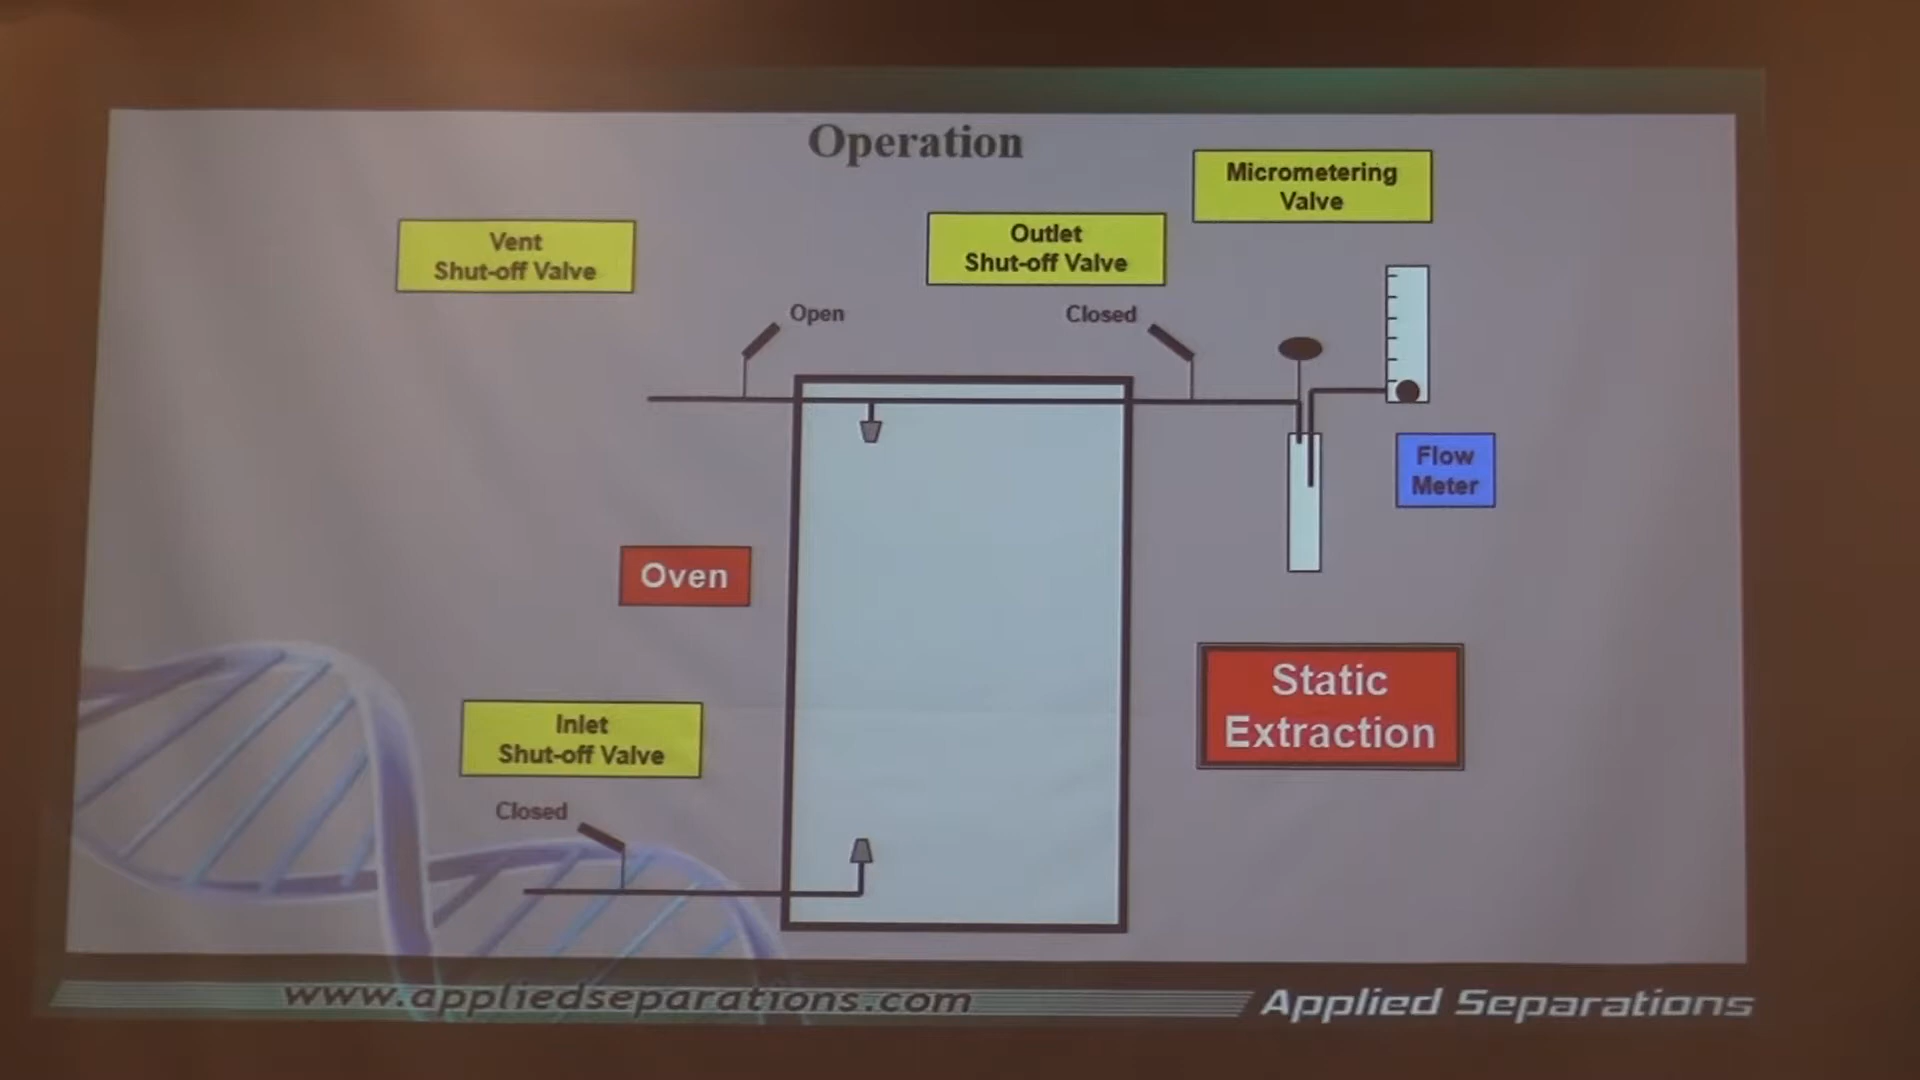 Operation
Micrometering
Valve
Vent
Shut-off Valve
Outlet
Shut-off Valve
Open
Closed
Flow
Meter
Oven
Static
Extraction
Inlet
Shut-off Valve
Closed
www.appliedseparations.com
Applied Separations